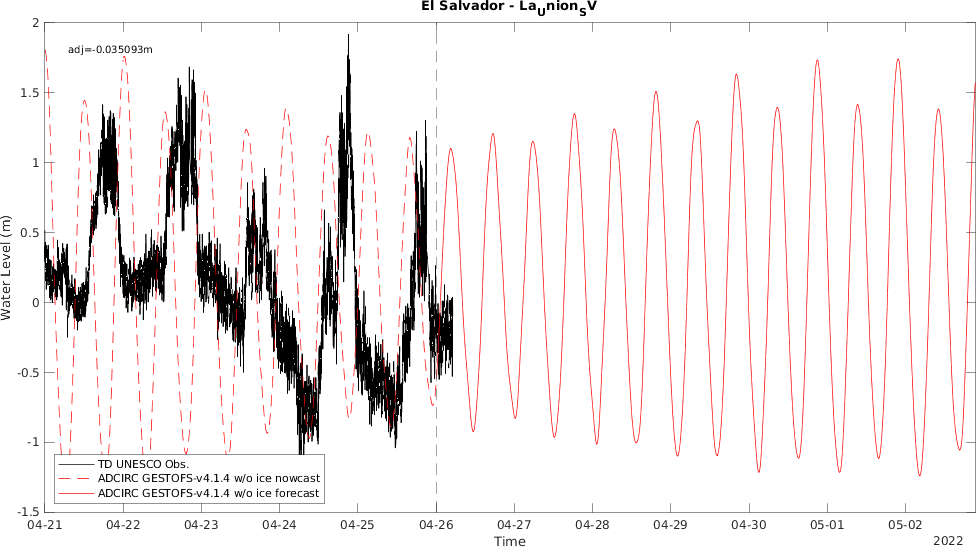 El Salvador - LaUnionSV
adj=-0.035093m
Water Level (m)
2
1.5
1
0.5
0
-0.5
-1
-1.5
TD UNESCO Obs.
ADCIRC GESTOFS-v4.1.4 w/o ice nowcast
ADCIRC GESTOFS-v4.1.4 w/o ice forecast
04-21 04-22 04-23 04-24 04-25 04-26 04-27 04-28 04-29 04-30 05-01 05-02
Time
2022